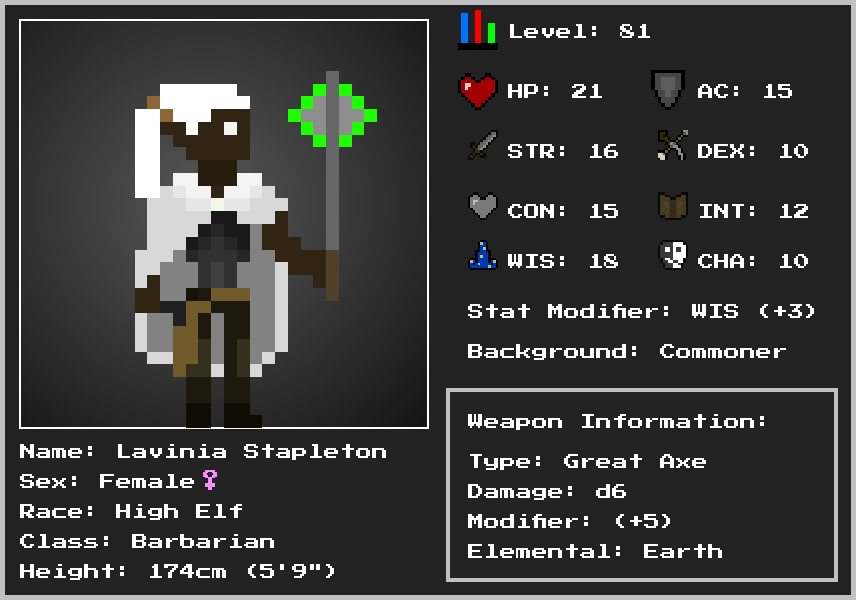 Level: 81
HP: 21
AC: 15
STR: 16
DEX: 10
CON: 15
INT: 12
WIS: 18
CHA: 10
Stat Modifier: WIS (+3)
Background: Commoner
Weapon Information:
Type: Great Axe
Damage: d6
Modifier: (+5)
Elemental: Earth
Name: Lavinia Stapleton
Sex: Female♀
Race: High Elf
Class: Barbarian
Height: 174cm (5'9")